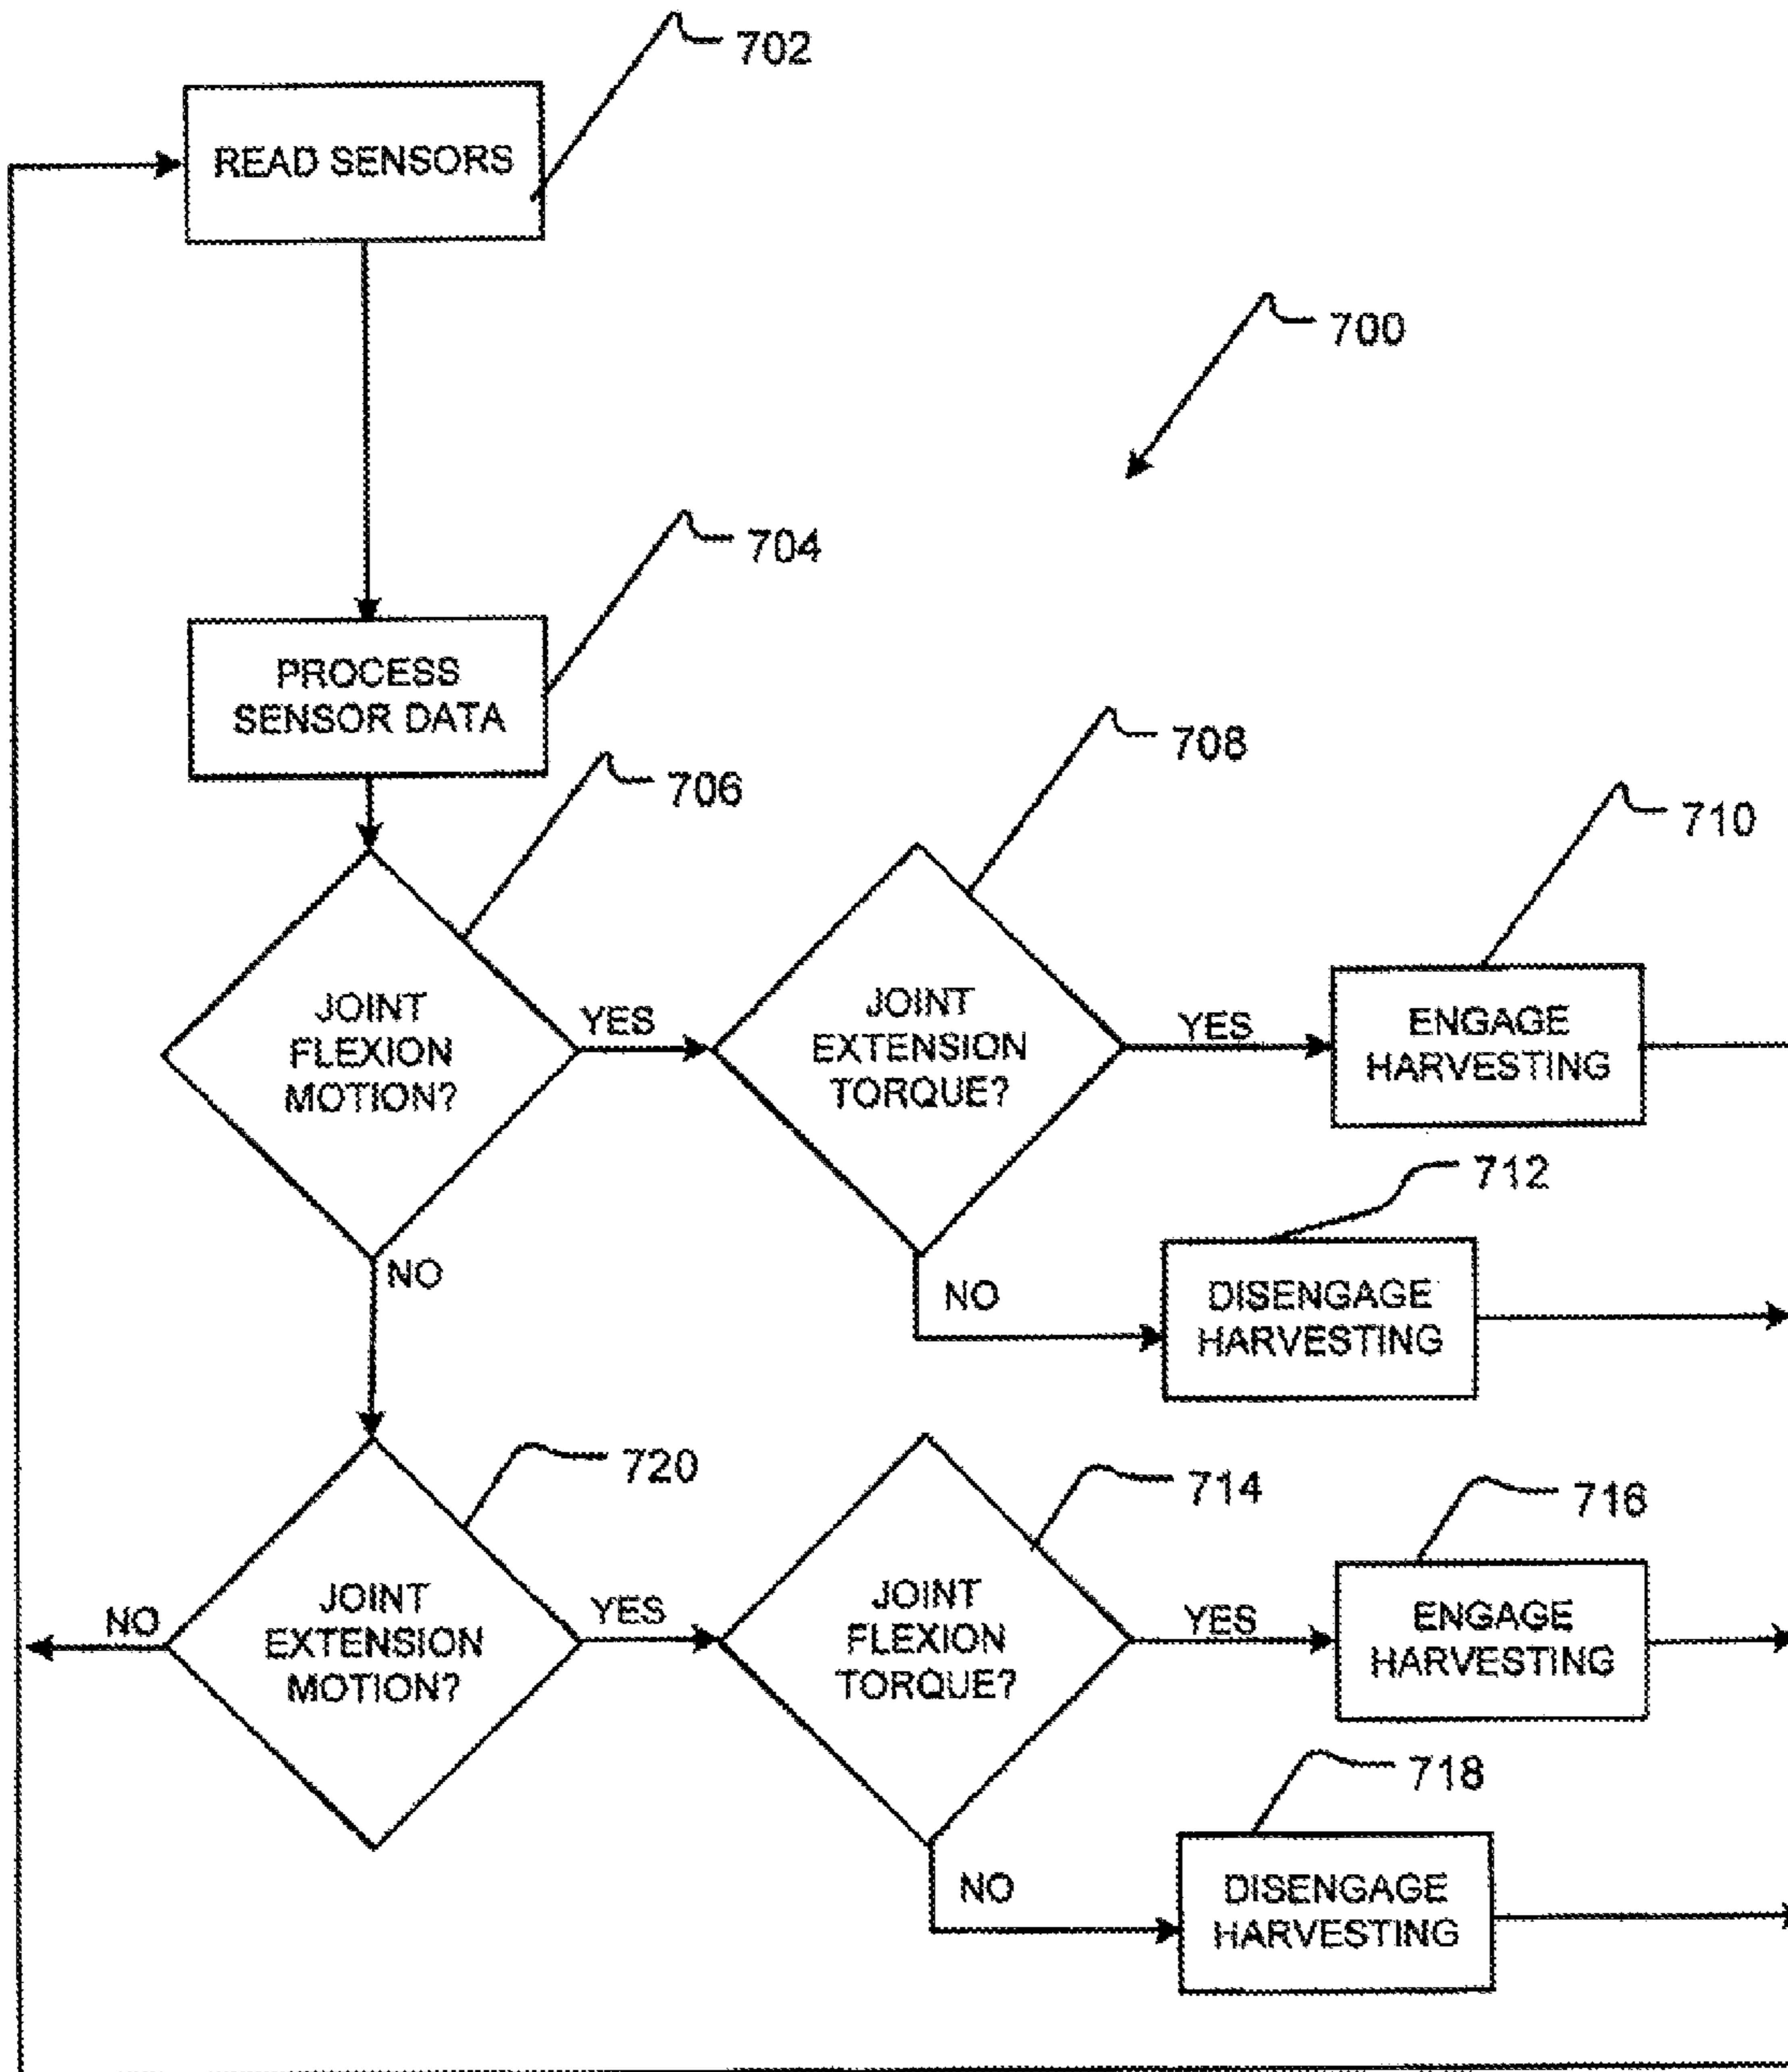 702
READ SENSORS
700
704
PROCESS
SENSOR DATA
706
708
710
JOINT
FLEXION
MOTION?
YES
JOINT
EXTENSION
TORQUE?
YES
ENGAGE
HARVESTING
712
NO
NO
DISENGAGE
HARVESTING
720
714
716
JOINT
EXTENSION
MOTION?
NO
YES
JOINT
FLEXION
TORQUE?
YES
ENGAGE
HARVESTING
718
NO
DISENGAGE
HARVESTING